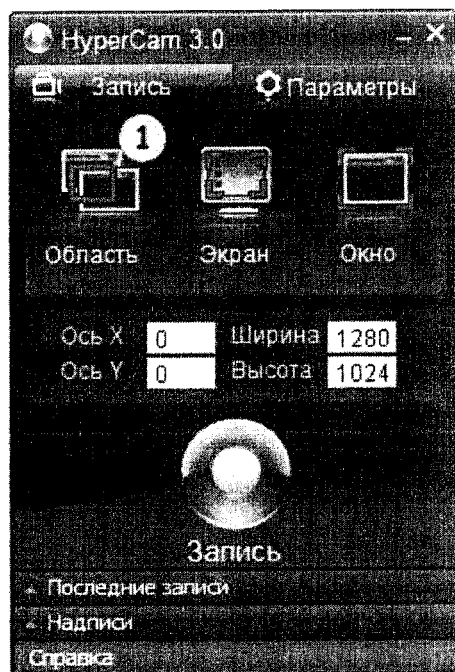 HyperCam 3.0
Запись Параметры
1
Область Экран Окно
Ось X 0 Ширина 1280
Ось Y 0 Высота 1024
Запись
Последние записи
Надписи
Справка